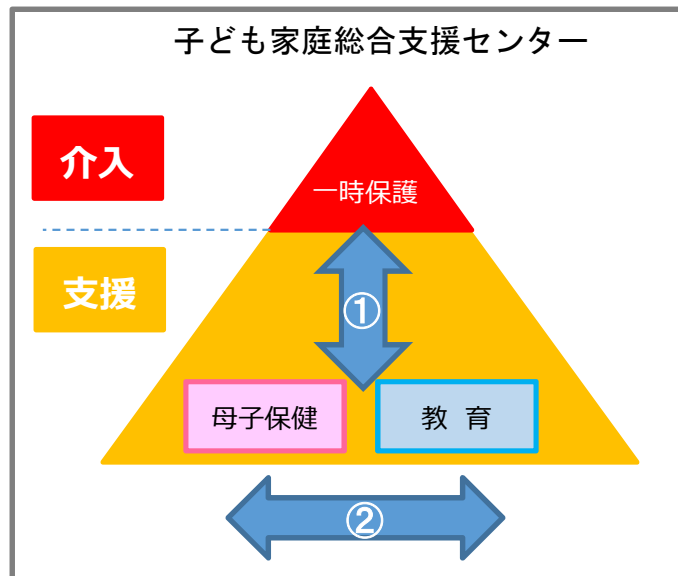 子ども家庭総合支援センター
介入
一時保護
支援
①
母子保健
教 育
②